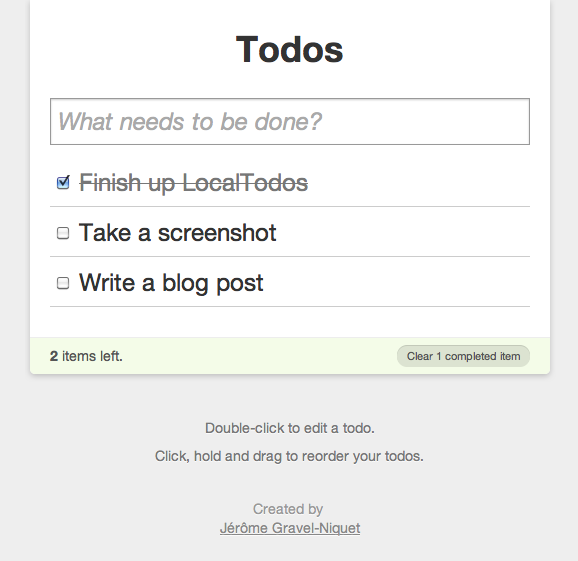 Todos
What needs to be done?
Finish up LocalTodos
Take a screenshot
Write a blog post
2 items left.
Clear 1 completed item
Double-click to edit a todo.
Click, hold and drag to reorder your todos.
Created by
Jérôme Gravel-Niquet